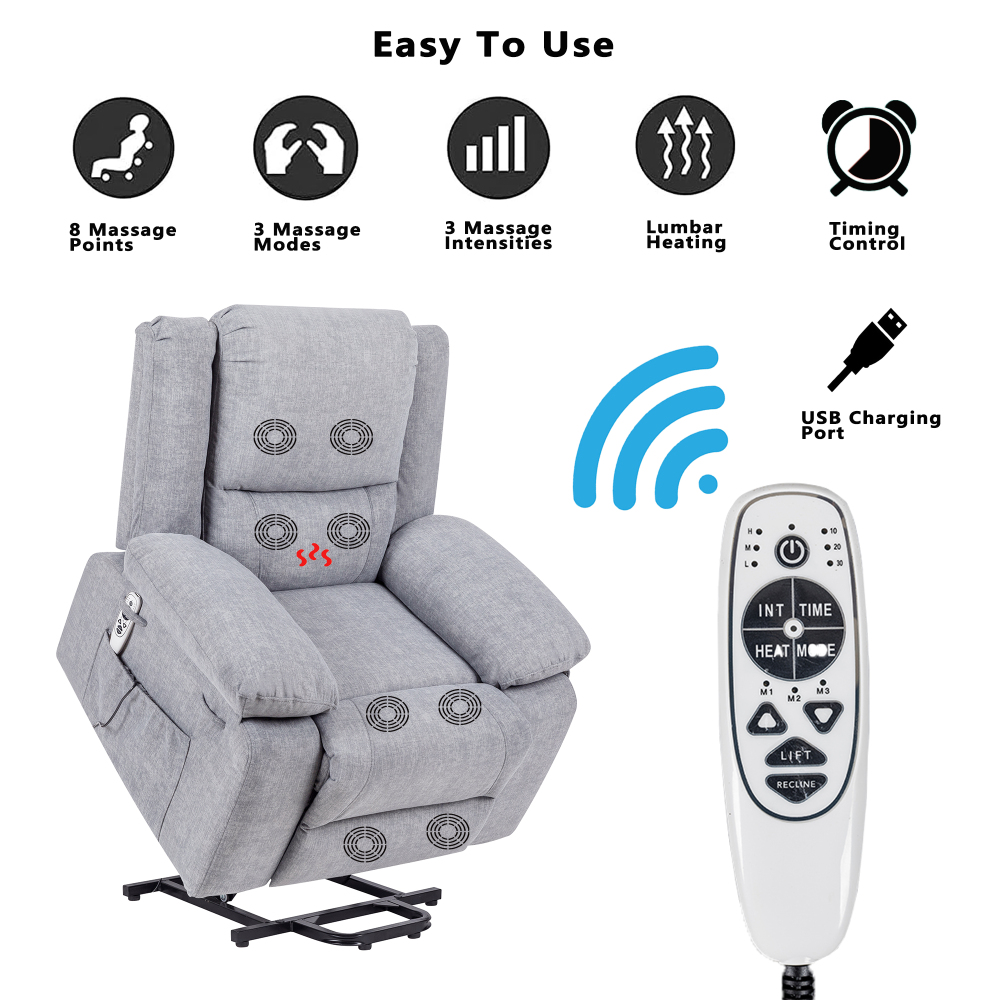 Easy To Use
8 Massage
Points
3 Massage
Modes
3 Massage
Intensities
Lumbar
Heating
Timing
Control
USB Charging
Port
H 10
M 20
L 30
INT TIME
HEAT MODE
M1 M2 M3
LIFT
RECLINE